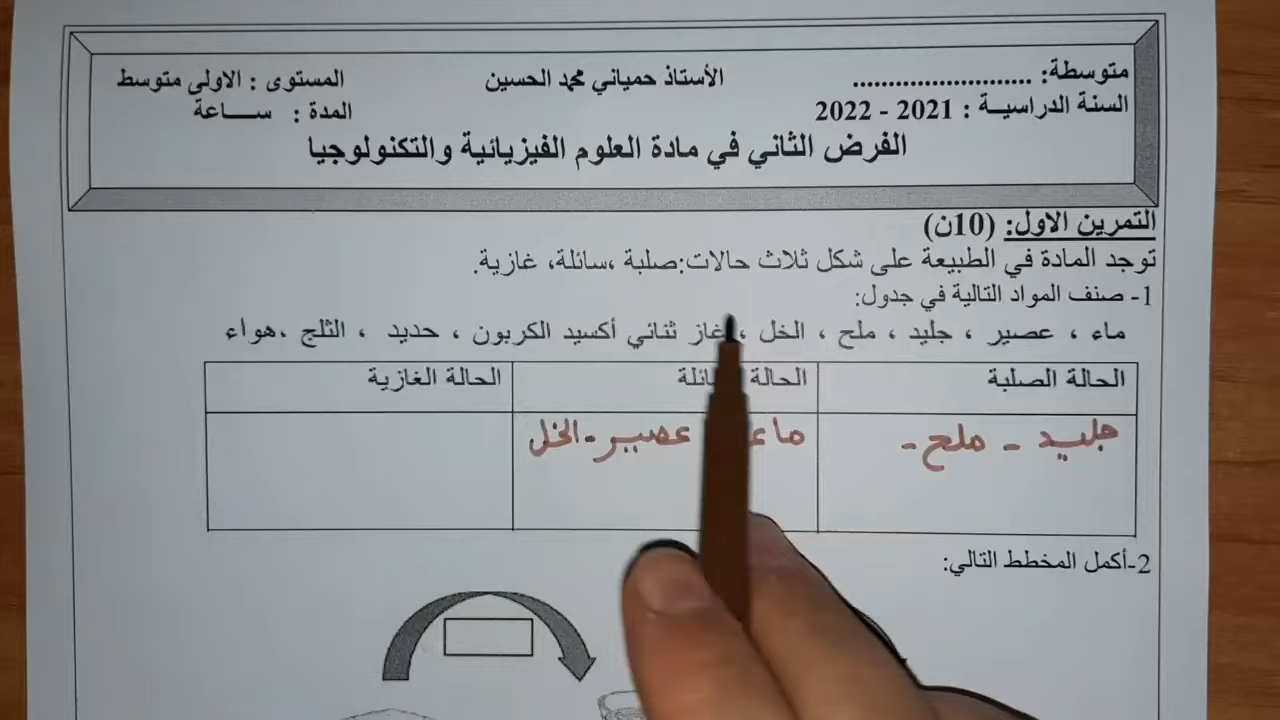 متوسطة: ........................ الأستاذ حمياني محمد الحسين المستوى : الاولى متوسط
السنة الدراسية : 2021 - 2022 المدة : ساعة
الفرض الثاني في مادة العلوم الفيزيائية والتكنولوجيا
التمرين الاول: (10ن)
توجد المادة في الطبيعة على شكل ثلاث حالات:صلبة ،سائلة، غازية.
1- صنف المواد التالية في جدول:
ماء ، عصير ، جليد ، ملح ، الخل ، غاز ثنائي أكسيد الكربون ، حديد ، الثلج ،هواء
الحالة الصلبة الحالة السائلة الحالة الغازية
جليد - ملح - ماء عصير - الخل
2-أكمل المخطط التالي: